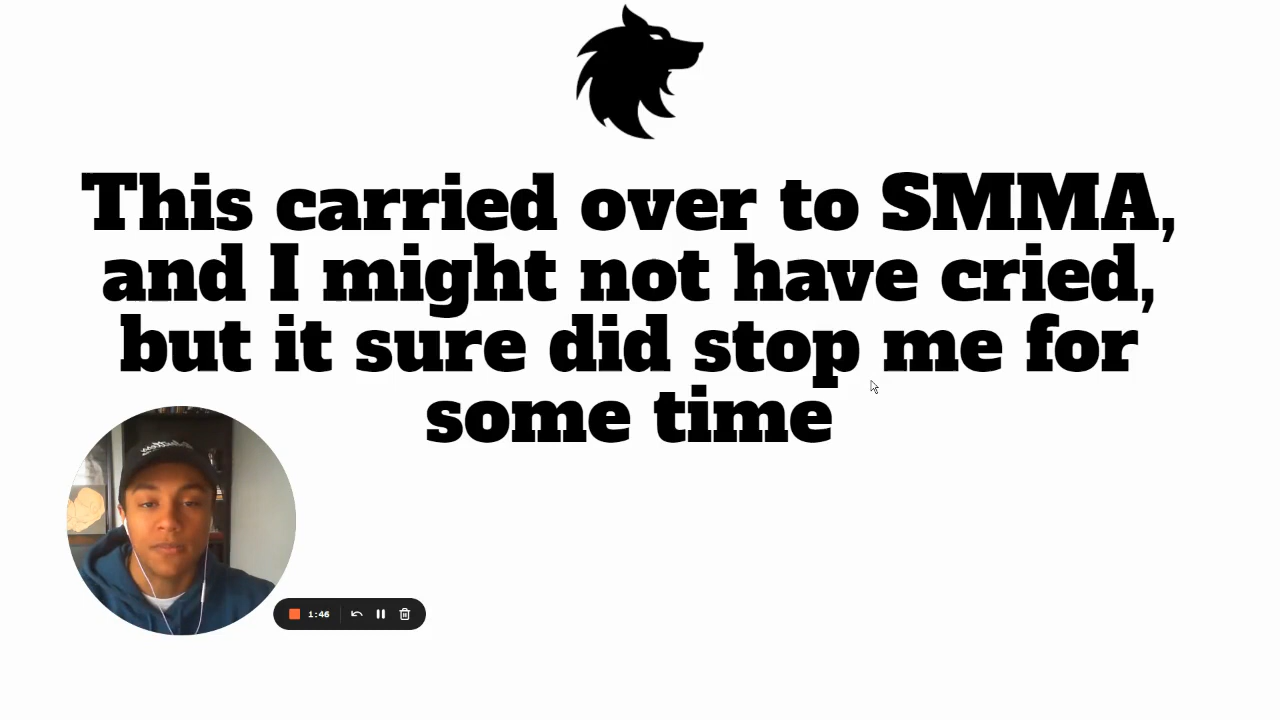 This carried over to SMMA,
and I might not have cried,
but it sure did stop me for
some time
1:46